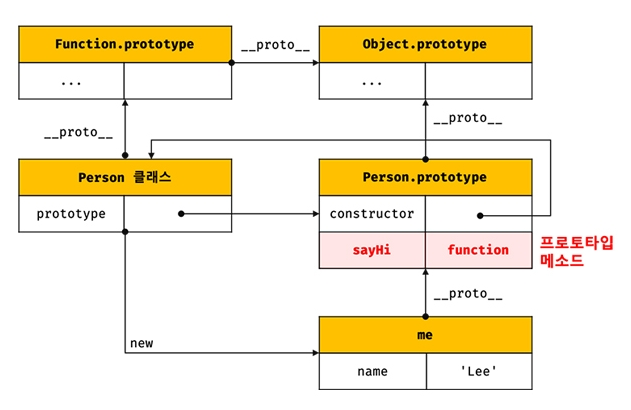 Function.prototype
__proto__
Object.prototype
...
...
__proto__
__proto__
Person 클래스
Person.prototype
prototype
constructor
sayHi
function
프로토타입
메소드
__proto__
new
me
name
'Lee'